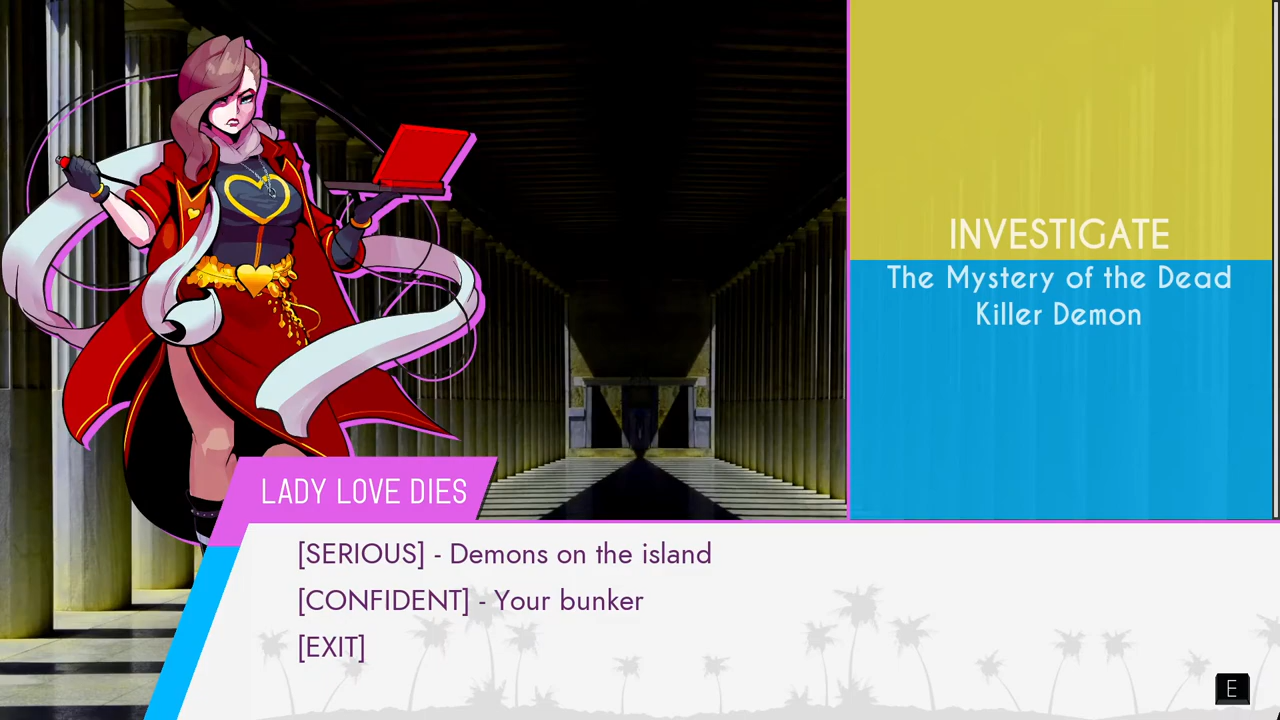 INVESTIGATE
The Mystery of the Dead
Killer Demon
LADY LOVE DIES
[SERIOUS] - Demons on the island
[CONFIDENT] - Your bunker
[EXIT]
E